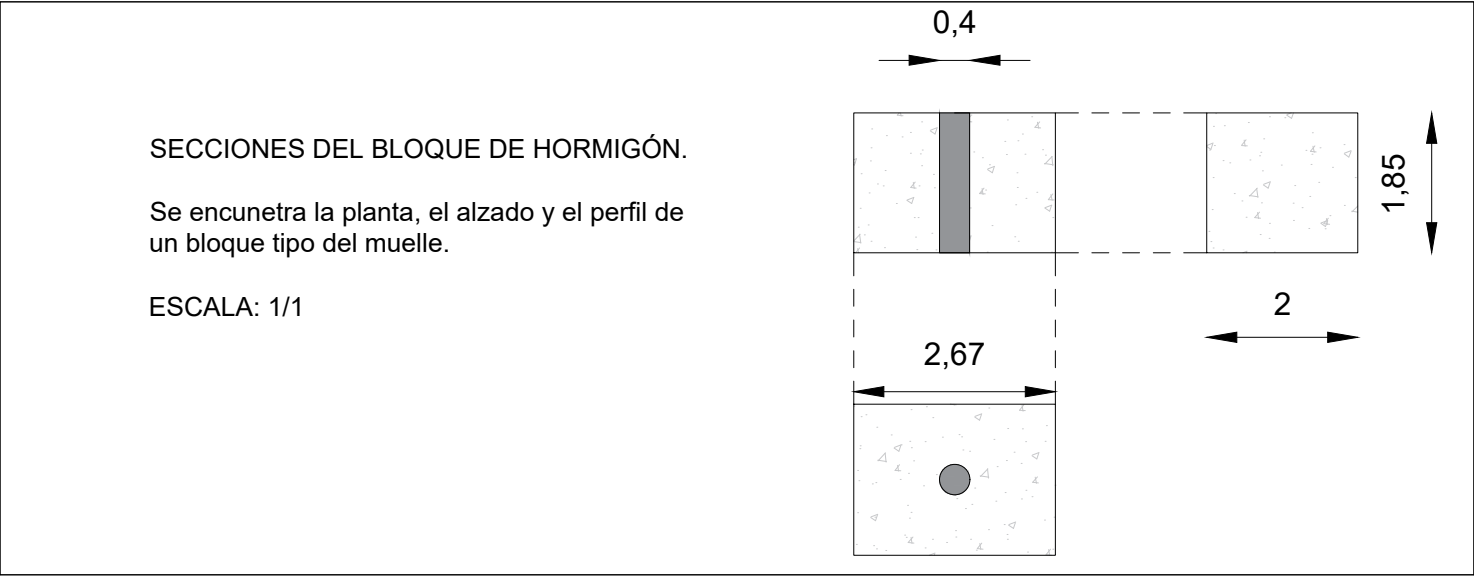 0,4
SECCIONES DEL BLOQUE DE HORMIGÓN.
Se encunetra la planta, el alzado y el perfil de
un bloque tipo del muelle.
ESCALA: 1/1
1,85
2
2,67